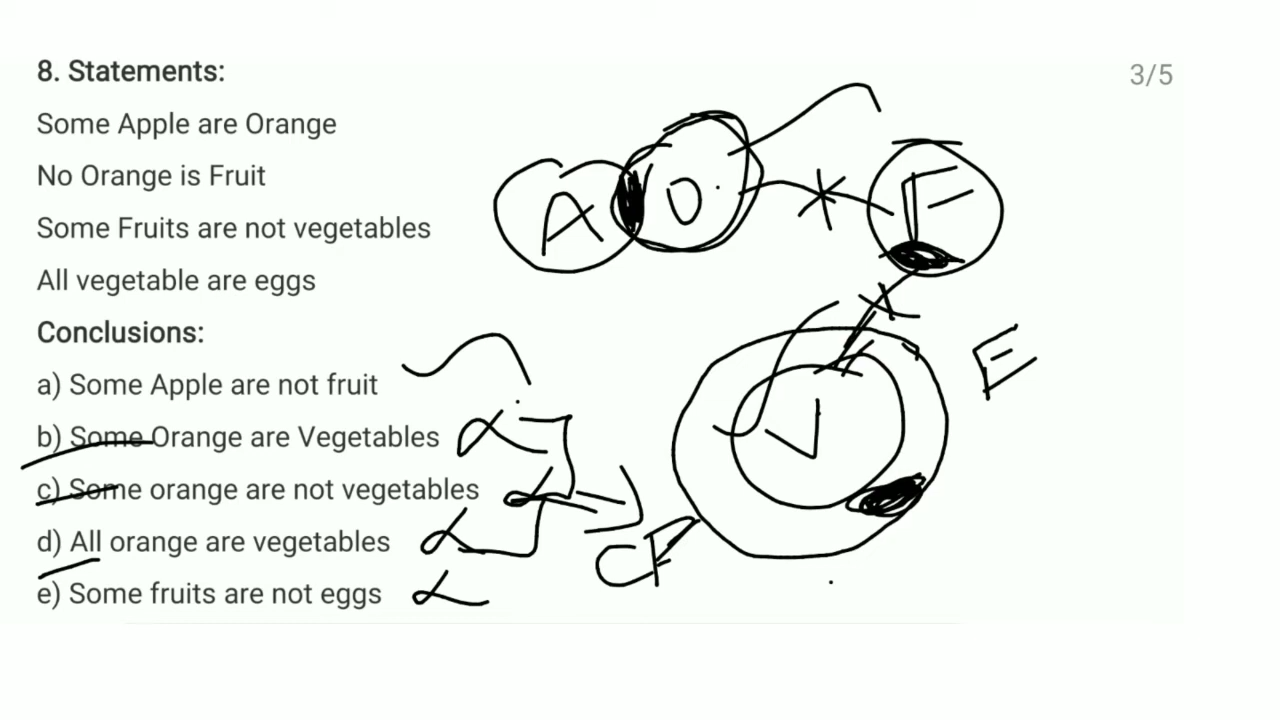 8. Statements:
3/5
Some Apple are Orange
No Orange is Fruit
Some Fruits are not vegetables
All vegetable are eggs
Conclusions:
a) Some Apple are not fruit
b) Some Orange are Vegetables
c) Some orange are not vegetables
d) All orange are vegetables
e) Some fruits are not eggs
A
O
F
V
E
CP